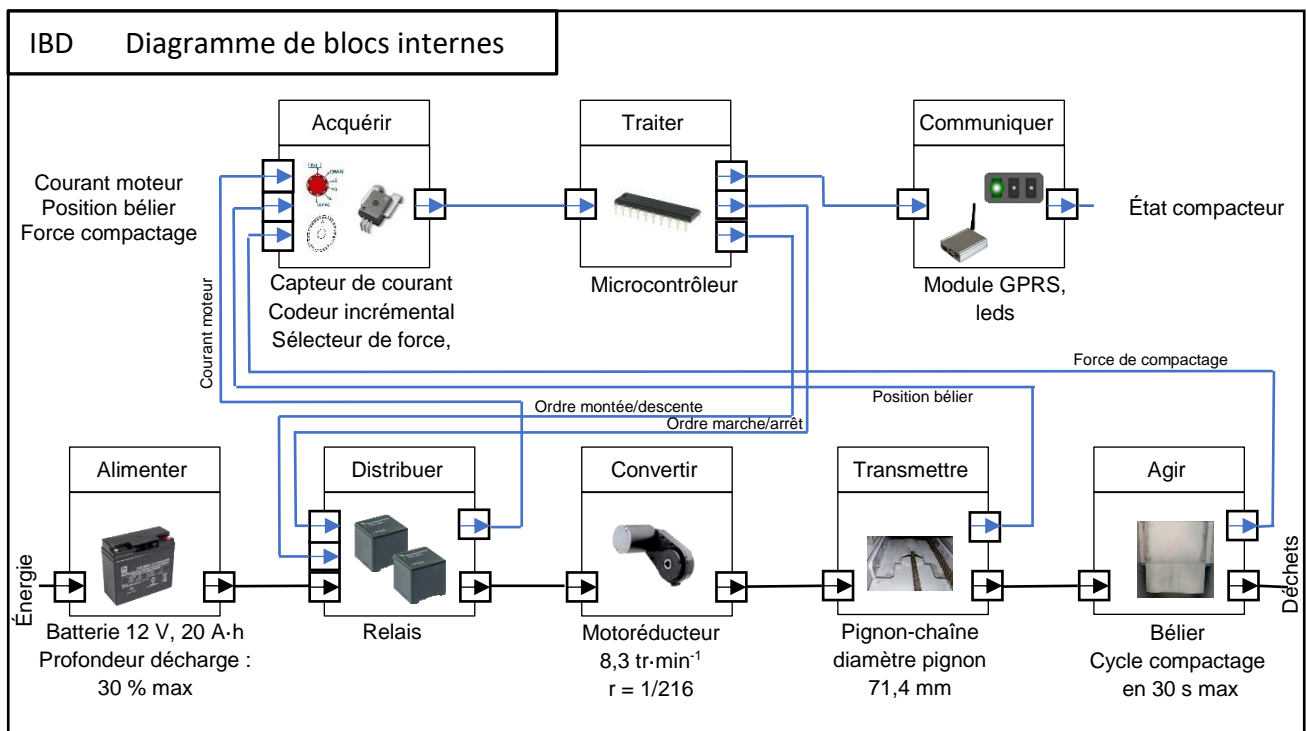 IBD Diagramme de blocs internes
Acquérir
Traiter
Communiquer
Courant moteur
Position bélier
Force compactage
État compacteur
Capteur de courant
Codeur incrémental
Sélecteur de force,
Microcontrôleur
Module GPRS,
leds
Courant moteur
Force de compactage
Position bélier
Ordre montée/descente
Ordre marche/arrêt
Alimenter
Distribuer
Convertir
Transmettre
Agir
Énergie
Déchets
Batterie 12 V, 20 A·h
Profondeur décharge :
30 % max
Relais
Motoréducteur
8,3 tr·min⁻¹
r = 1/216
Pignon-chaîne
diamètre pignon
71,4 mm
Bélier
Cycle compactage
en 30 s max